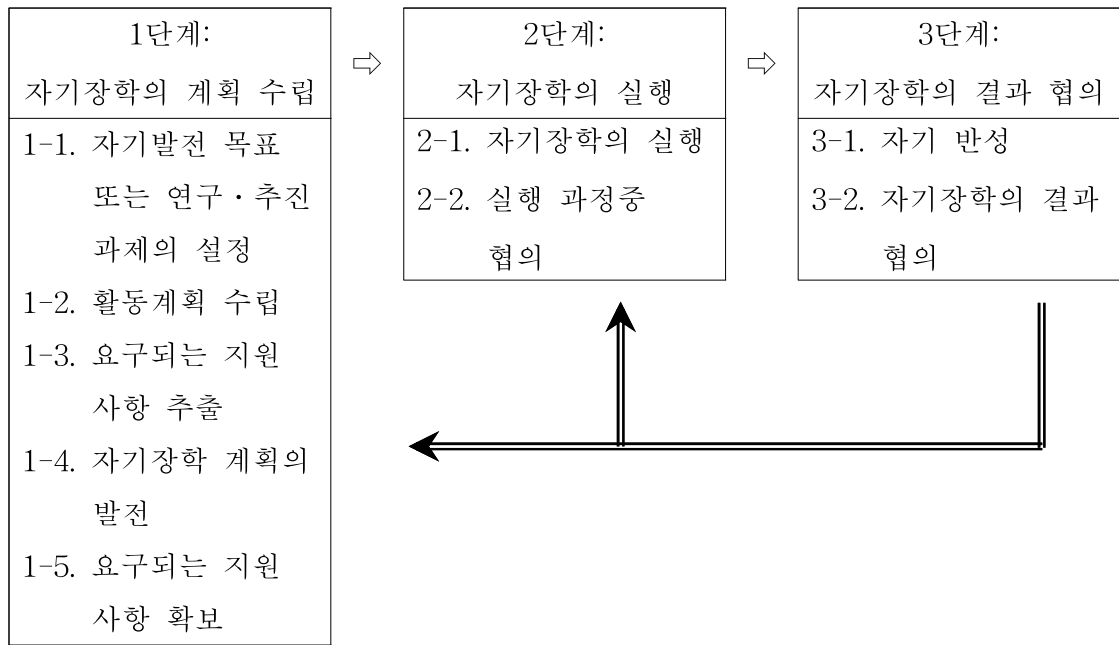 1단계:
자기장학의 계획 수립
1-1. 자기발전 목표
또는 연구・추진
과제의 설정
1-2. 활동계획 수립
1-3. 요구되는 지원
사항 추출
1-4. 자기장학 계획의
발전
1-5. 요구되는 지원
사항 확보
⇨
2단계:
자기장학의 실행
2-1. 자기장학의 실행
2-2. 실행 과정중
협의
⇨
3단계:
자기장학의 결과 협의
3-1. 자기 반성
3-2. 자기장학의 결과
협의